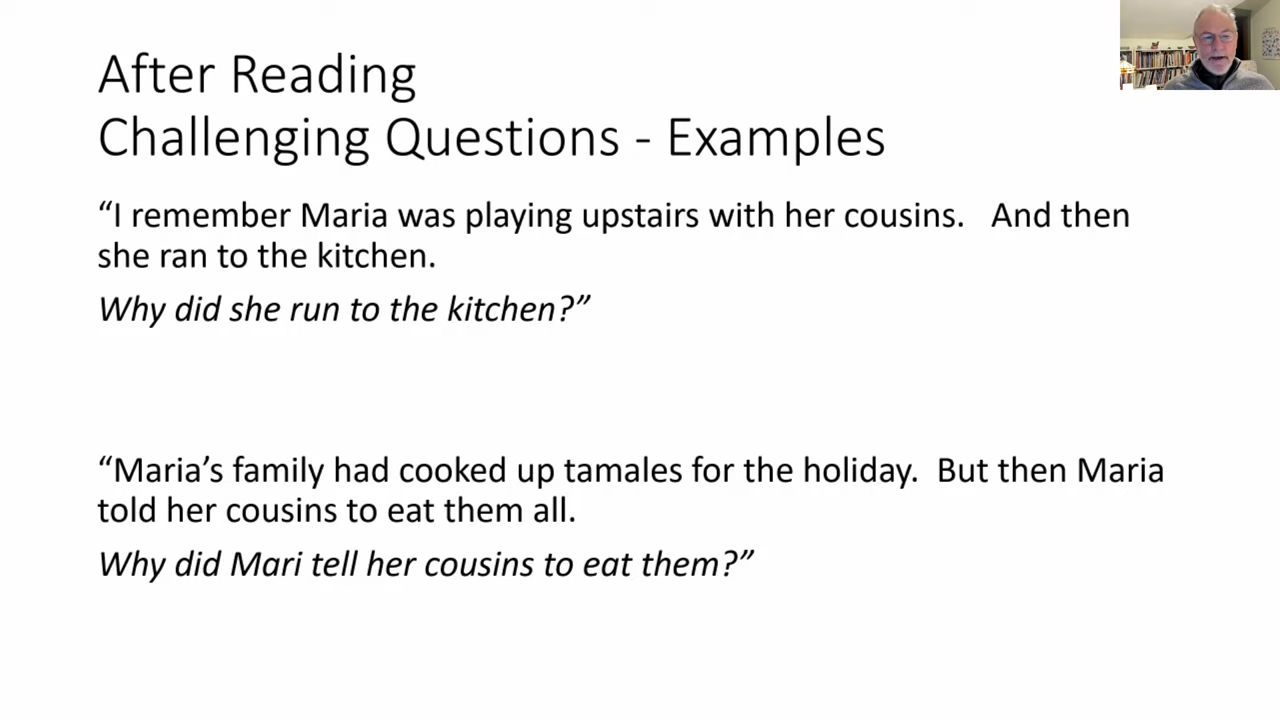 After Reading
Challenging Questions - Examples
“I remember Maria was playing upstairs with her cousins.   And then
she ran to the kitchen.
Why did she run to the kitchen?”
“Maria’s family had cooked up tamales for the holiday.  But then Maria
told her cousins to eat them all.
Why did Mari tell her cousins to eat them?”